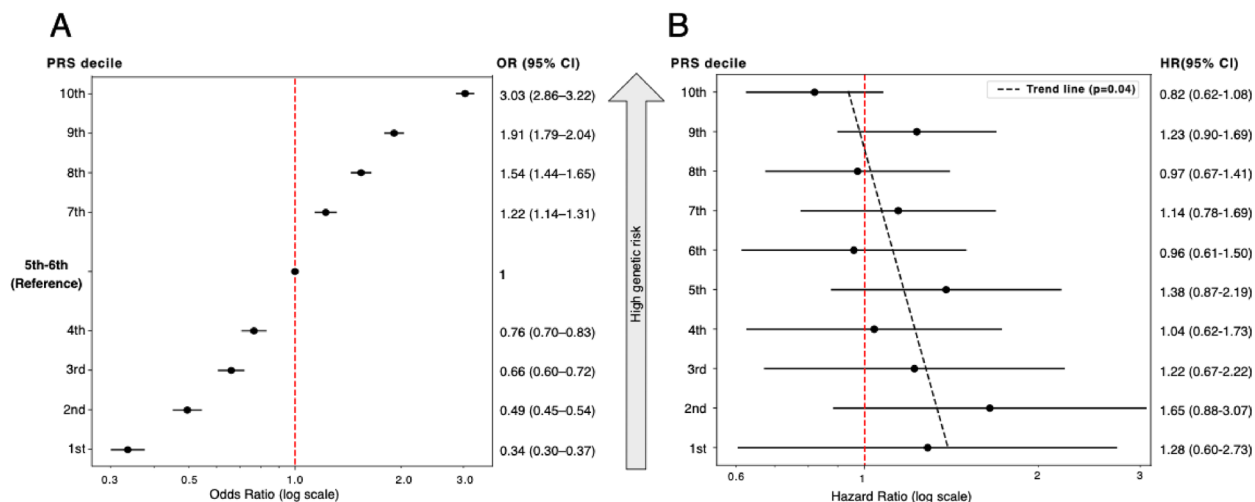 A
PRS decile
OR (95% CI)
10th
3.03 (2.86–3.22)
9th
1.91 (1.79–2.04)
8th
1.54 (1.44–1.65)
7th
1.22 (1.14–1.31)
5th-6th
(Reference)
1
4th
0.76 (0.70–0.83)
3rd
0.66 (0.60–0.72)
2nd
0.49 (0.45–0.54)
1st
0.34 (0.30–0.37)
0.3 0.5 1.0 2.0 3.0
Odds Ratio (log scale)
High genetic risk
B
PRS decile
HR(95% CI)
Trend line (p=0.04)
10th
0.82 (0.62-1.08)
9th
1.23 (0.90-1.69)
8th
0.97 (0.67-1.41)
7th
1.14 (0.78-1.69)
6th
0.96 (0.61-1.50)
5th
1.38 (0.87-2.19)
4th
1.04 (0.62-1.73)
3rd
1.22 (0.67-2.22)
2nd
1.65 (0.88-3.07)
1st
1.28 (0.60-2.73)
0.6 1 2 3
Hazard Ratio (log scale)